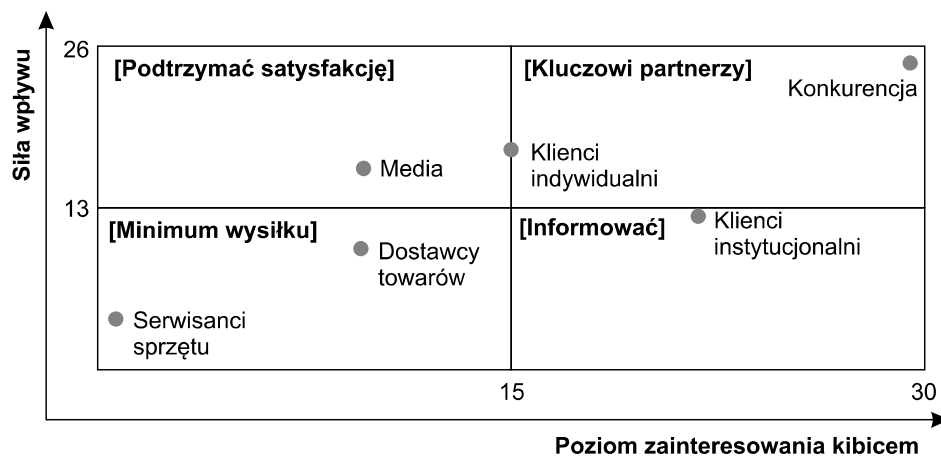 Siła wpływu
26
[Podtrzymać satysfakcję]
[Kluczowi partnerzy]
Konkurencja
Media
Klienci
indywidualni
13
[Minimum wysiłku]
[Informować]
Klienci
instytucjonalni
Dostawcy
towarów
Serwisanci
sprzętu
15
30
Poziom zainteresowania kibicem